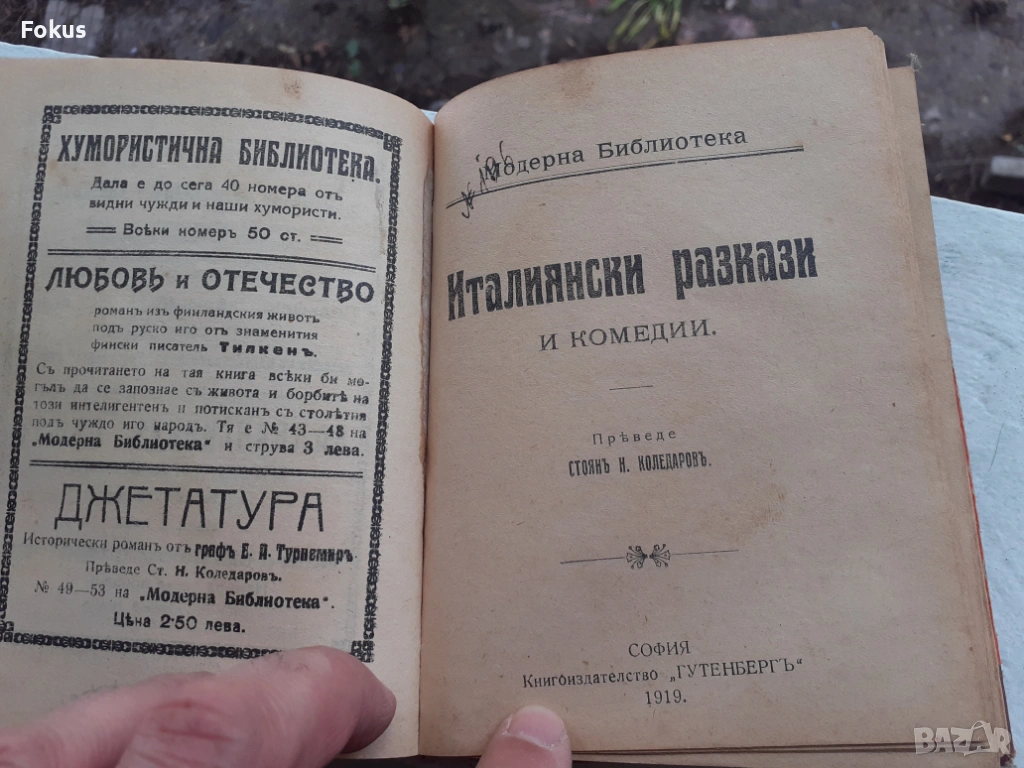 Fokus
ХУМОРИСТИЧНА БИБЛИОТЕКА.
Дала е до сега 40 номера отъ
видни чужди и наши хумористи.
Всѣки номеръ 50 ст.
ЛЮБОВЬ и ОТЕЧЕСТВО
романъ изъ финландския животъ
подъ руско иго отъ знаменития
фински писатель Тилкенъ.
Съ прочитането на тая книга всѣки би мо-
гълъ да се запознае съ живота и борбитѣ на
този интелигентенъ и потисканъ съ столѣтия
подъ чуждо иго народъ. Тя е № 43—48 на
„Модерна Библиотека“ и струва 3 лева.
ДЖЕТАТУРА
Исторически романъ отъ графъ Е. А. Турнемиръ
Прѣведе Ст. Н. Коледаровъ.
№ 49—53 на „Модерна Библиотека“.
Цѣна 2·50 лева.
Модерна Библиотека
Италиянски разкази
И КОМЕДИИ.
Прѣведе
СТОЯНЪ Н. КОЛЕДАРОВЪ.
СОФИЯ
Книгоиздателство „ГУТЕНБЕРГЪ“
1919.
BAZAR